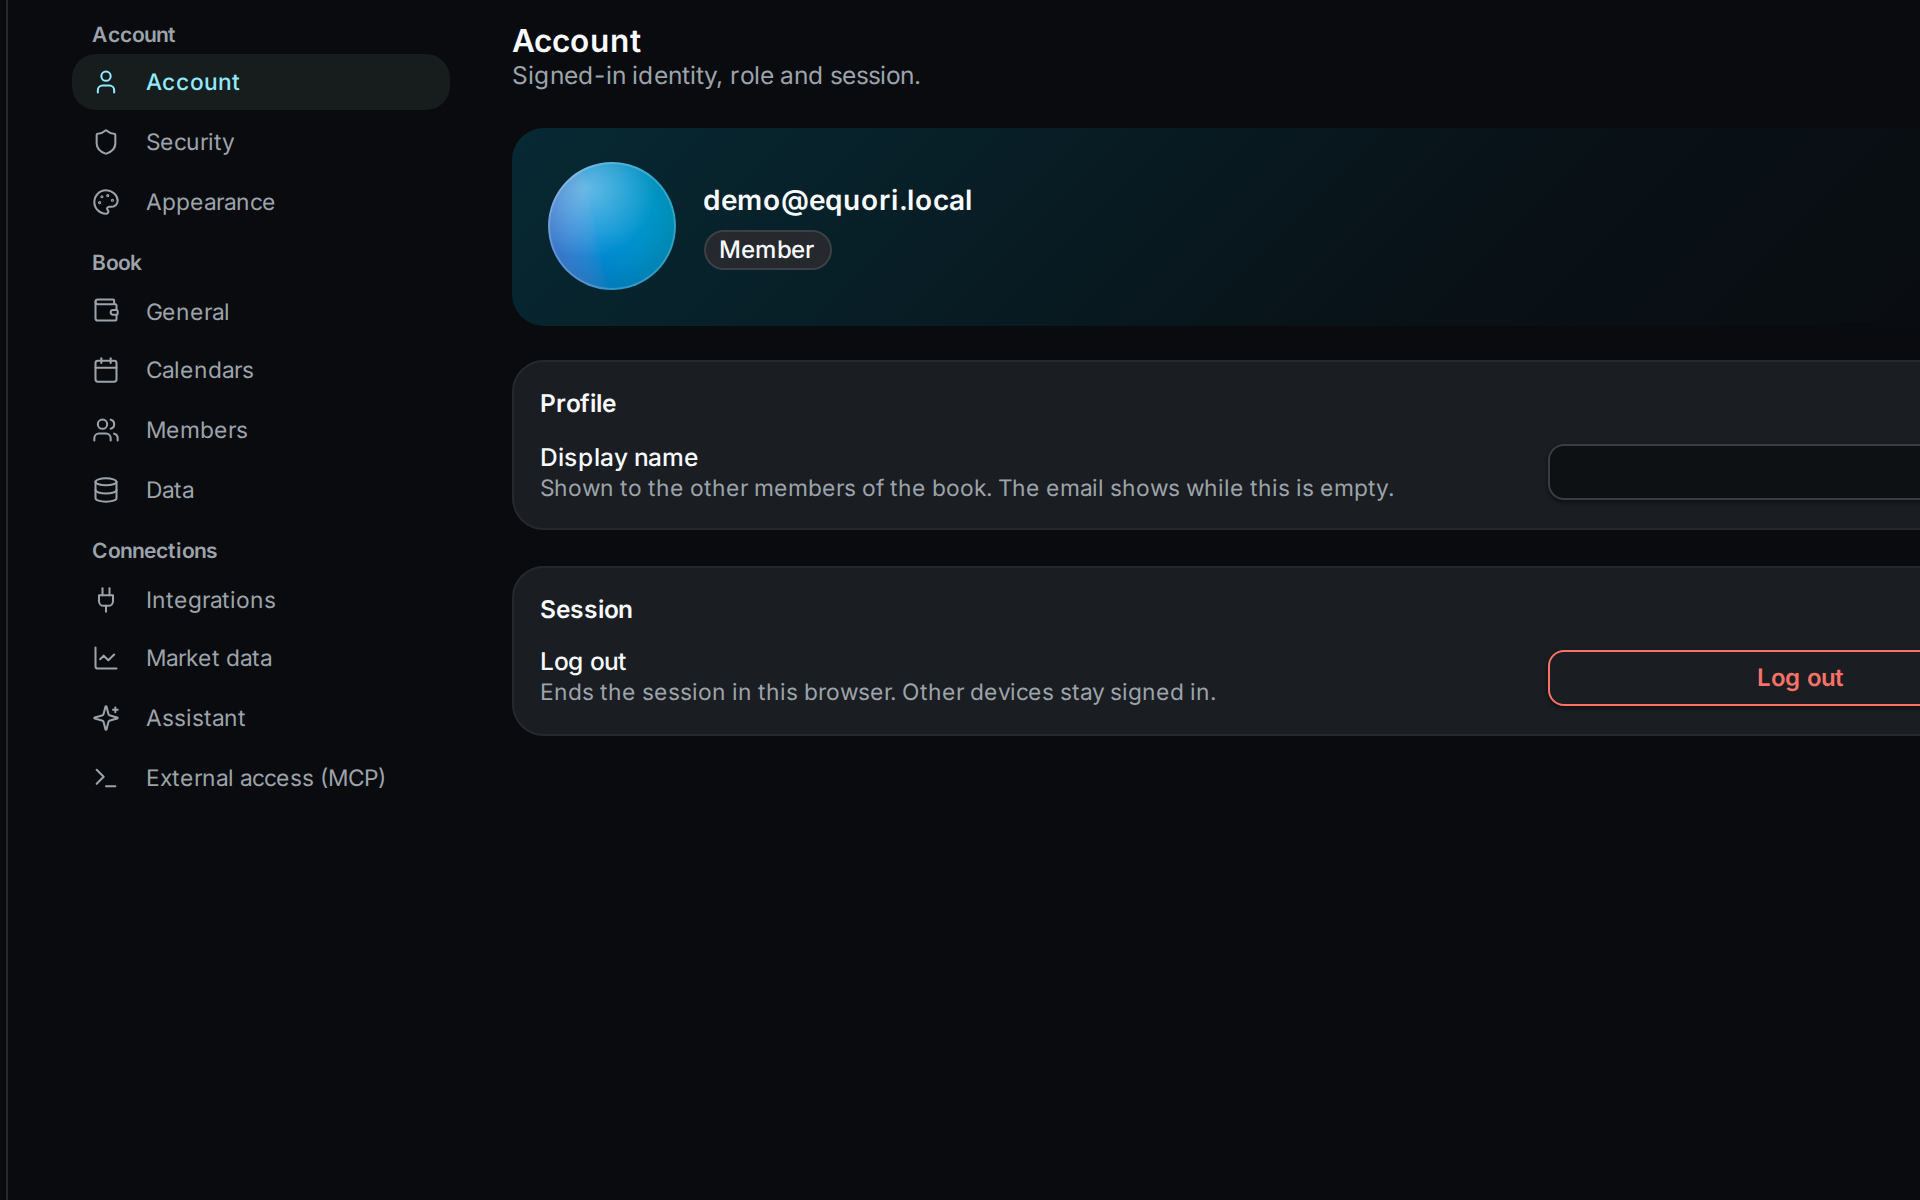 Account
Account
Security
Appearance
Book
General
Calendars
Members
Data
Connections
Integrations
Market data
Assistant
External access (MCP)
Account
Signed-in identity, role and session.
demo@equori.local
Member
Profile
Display name
Shown to the other members of the book. The email shows while this is empty.
Session
Log out
Ends the session in this browser. Other devices stay signed in.
Log out